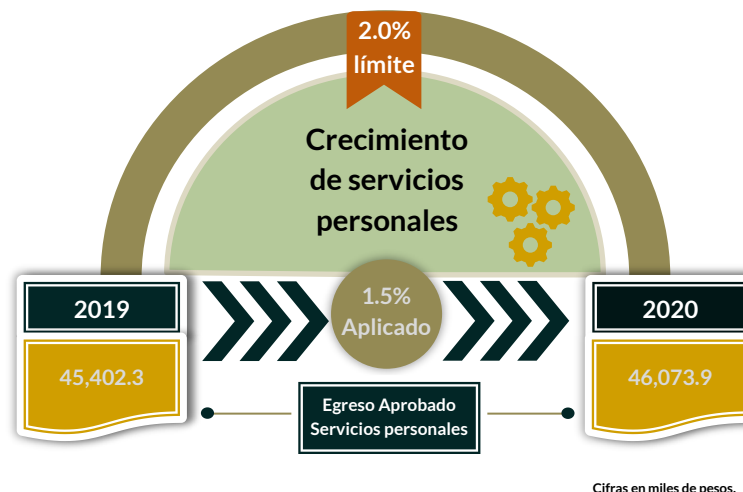 2.0%
límite
Crecimiento
de servicios
personales
2019
1.5%
Aplicado
2020
45,402.3
46,073.9
Egreso Aprobado
Servicios personales
Cifras en miles de pesos.